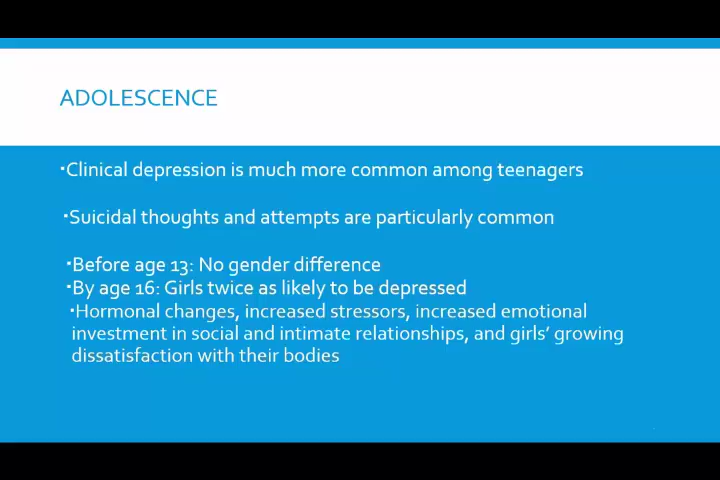 ADOLESCENCE
▪Clinical depression is much more common among teenagers
▪Suicidal thoughts and attempts are particularly common
▪Before age 13: No gender difference
▪By age 16: Girls twice as likely to be depressed
▪Hormonal changes, increased stressors, increased emotional
investment in social and intimate relationships, and girls’ growing
dissatisfaction with their bodies